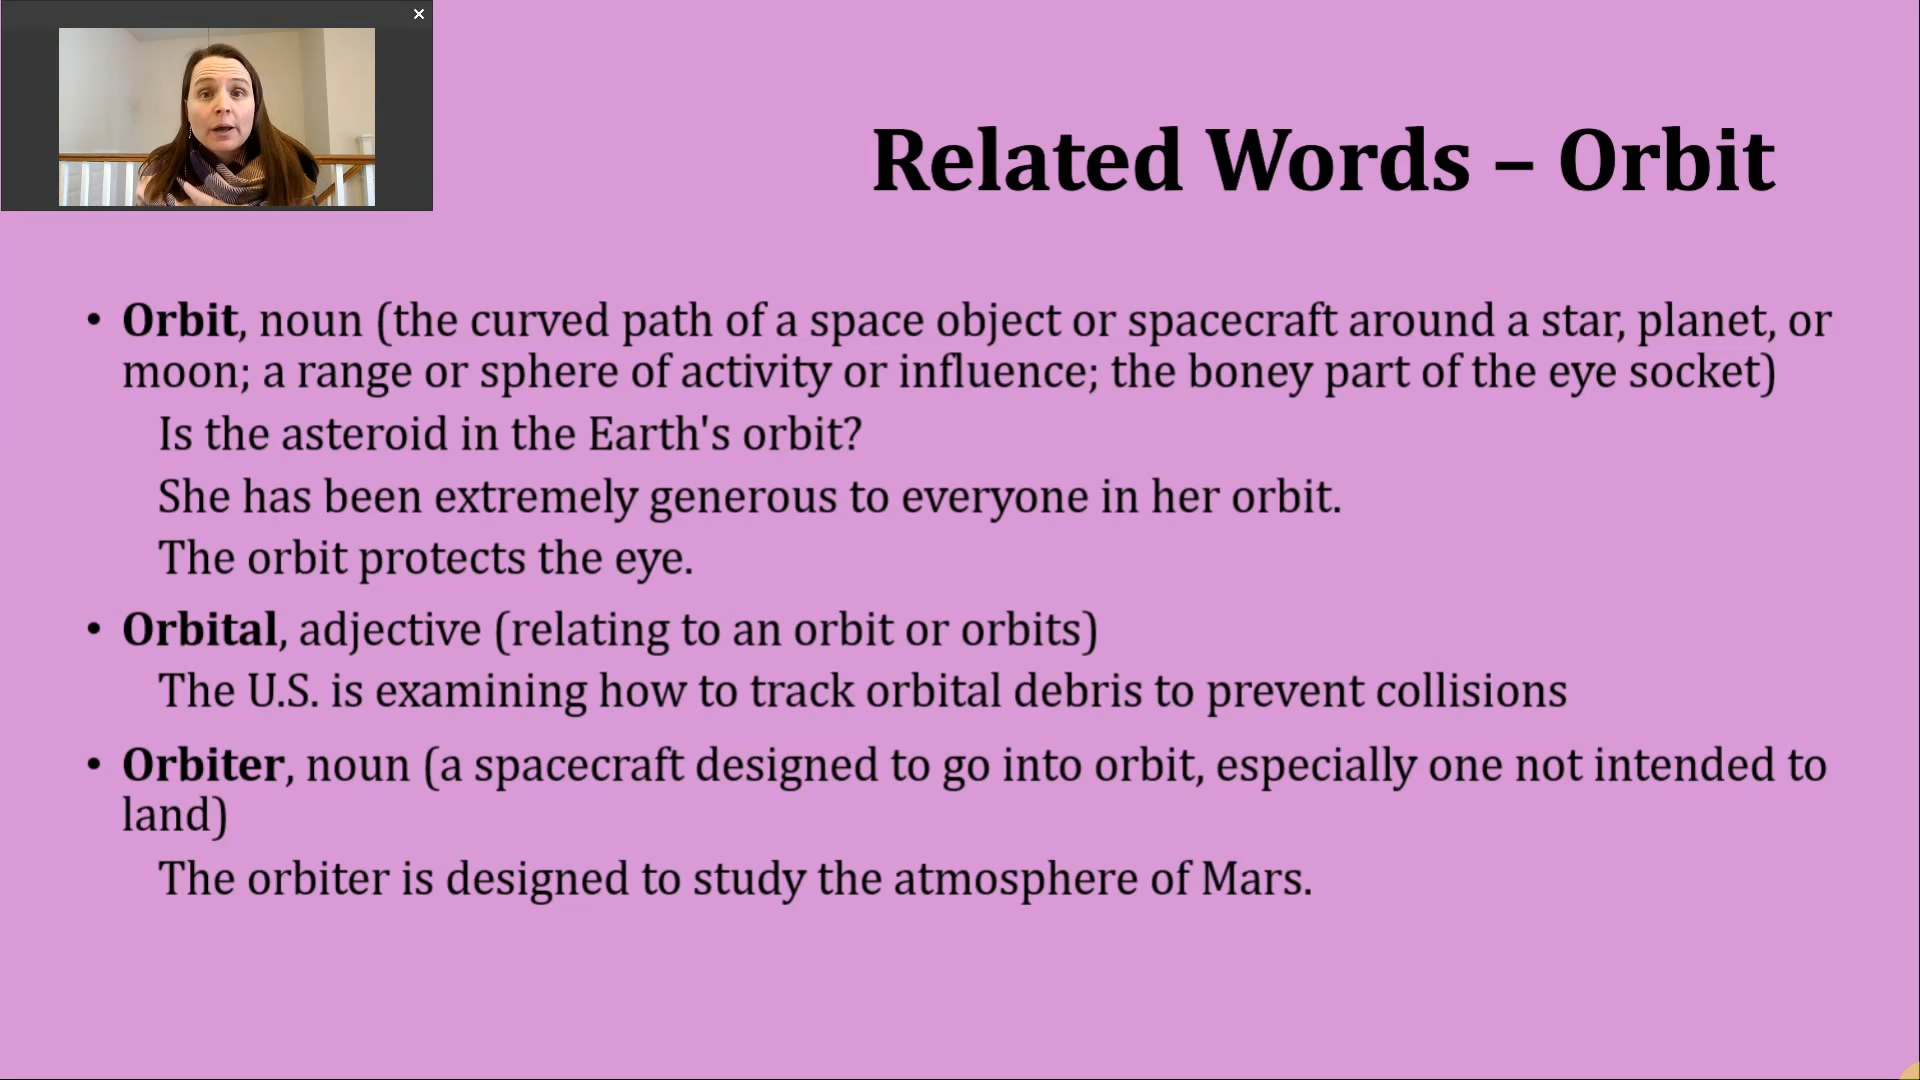 Related Words – Orbit
• Orbit, noun (the curved path of a space object or spacecraft around a star, planet, or
moon; a range or sphere of activity or influence; the boney part of the eye socket)
Is the asteroid in the Earth's orbit?
She has been extremely generous to everyone in her orbit.
The orbit protects the eye.
• Orbital, adjective (relating to an orbit or orbits)
The U.S. is examining how to track orbital debris to prevent collisions
• Orbiter, noun (a spacecraft designed to go into orbit, especially one not intended to
land)
The orbiter is designed to study the atmosphere of Mars.